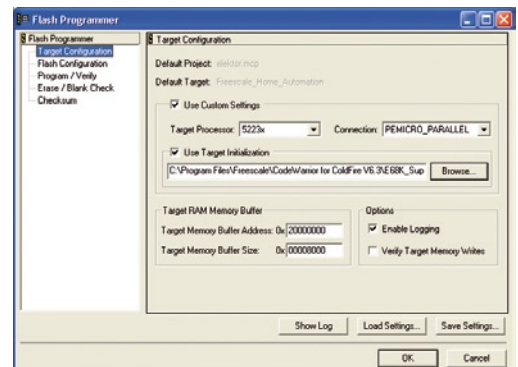 Flash Programmer
Flash Programmer
Target Configuration
Flash Configuration
Program / Verify
Erase / Blank Check
Checksum
Target Configuration
Default Project: elektor.mcp
Default Target: Freescale_Home_Automation
Use Custom Settings
Target Processor: 5223x
Connection: PEMICRO_PARALLEL
Use Target Initialization
C:\Program Files\Freescale\CodeWarrior for ColdFire V6.3\E68K_Sup
Browse...
Target RAM Memory Buffer
Target Memory Buffer Address: 0x 20000000
Target Memory Buffer Size: 0x 00008000
Options
Enable Logging
Verify Target Memory Writes
Show Log
Load Settings...
Save Settings...
OK
Cancel